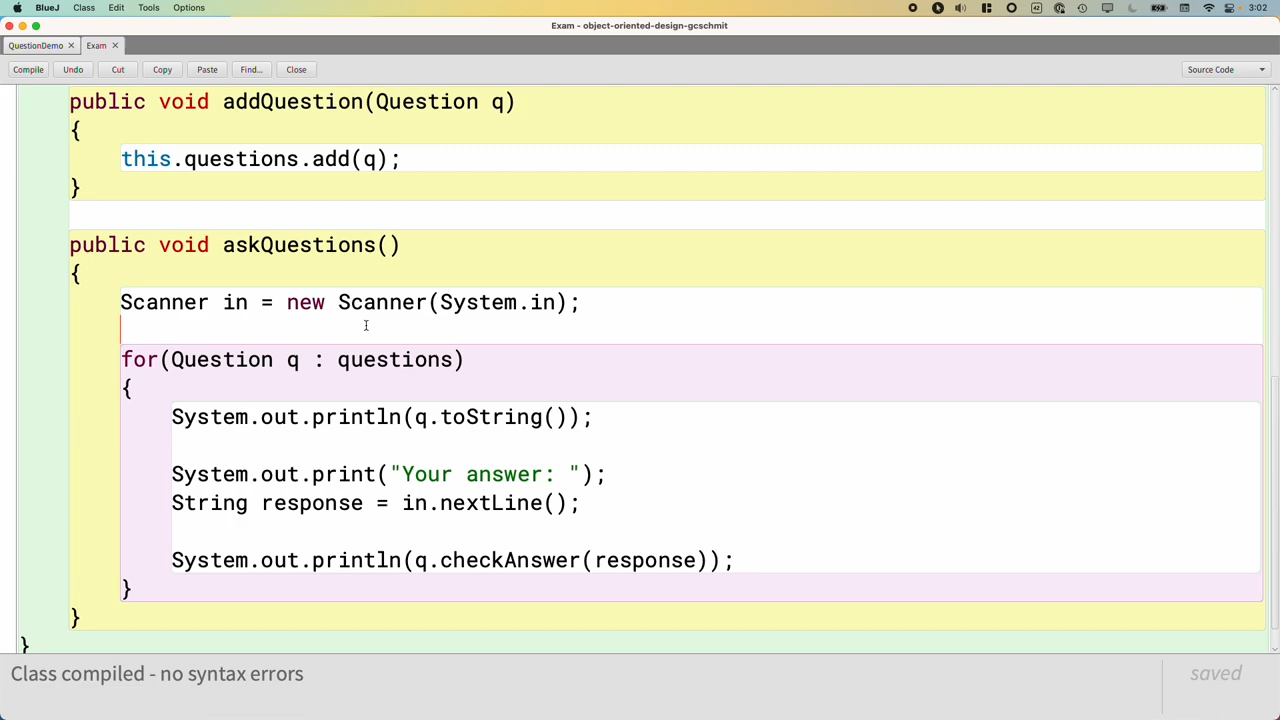 BlueJ Class Edit Tools Options 42 3:02
Exam - object-oriented-design-gcschmit
QuestionDemo × Exam ×
Compile Undo Cut Copy Paste Find... Close Source Code
public void addQuestion(Question q)
{
this.questions.add(q);
}
public void askQuestions()
{
Scanner in = new Scanner(System.in);
for(Question q : questions)
{
System.out.println(q.toString());
System.out.print("Your answer: ");
String response = in.nextLine();
System.out.println(q.checkAnswer(response));
}
}
}
Class compiled - no syntax errors saved